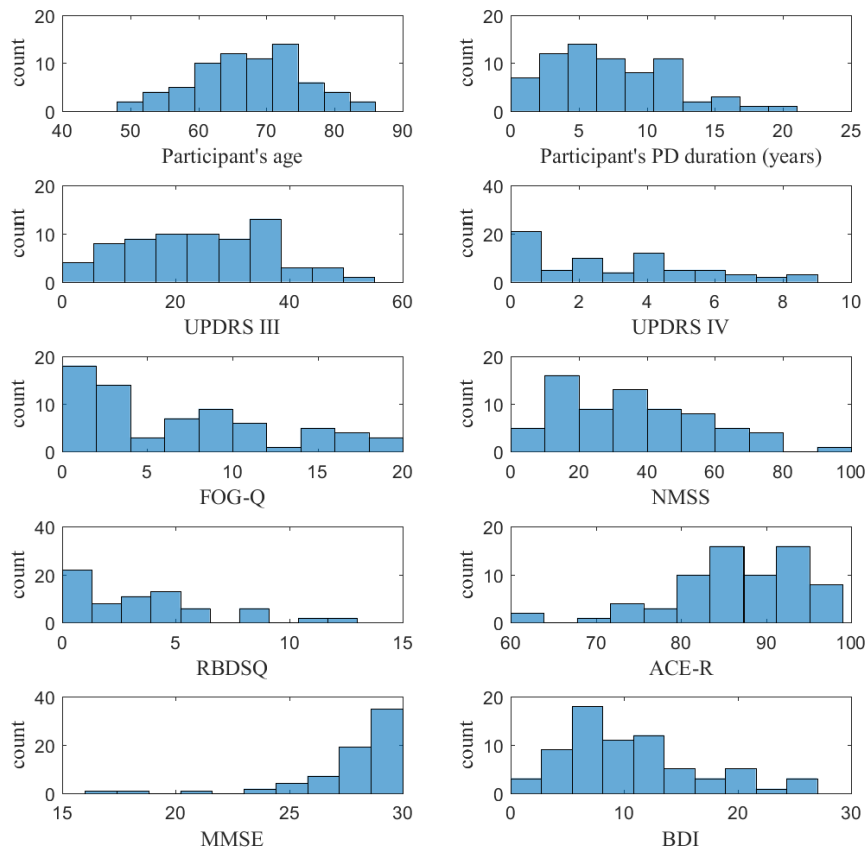 20
10
0
count
40 50 60 70 80 90
Participant's age
20
10
0
count
0 5 10 15 20 25
Participant's PD duration (years)
20
10
0
count
0 20 40 60
UPDRS III
40
20
0
count
0 2 4 6 8 10
UPDRS IV
20
10
0
count
0 5 10 15 20
FOG-Q
20
10
0
count
0 20 40 60 80 100
NMSS
40
20
0
count
0 5 10 15
RBDSQ
20
10
0
count
60 70 80 90 100
ACE-R
40
20
0
count
15 20 25 30
MMSE
20
10
0
count
0 10 20 30
BDI